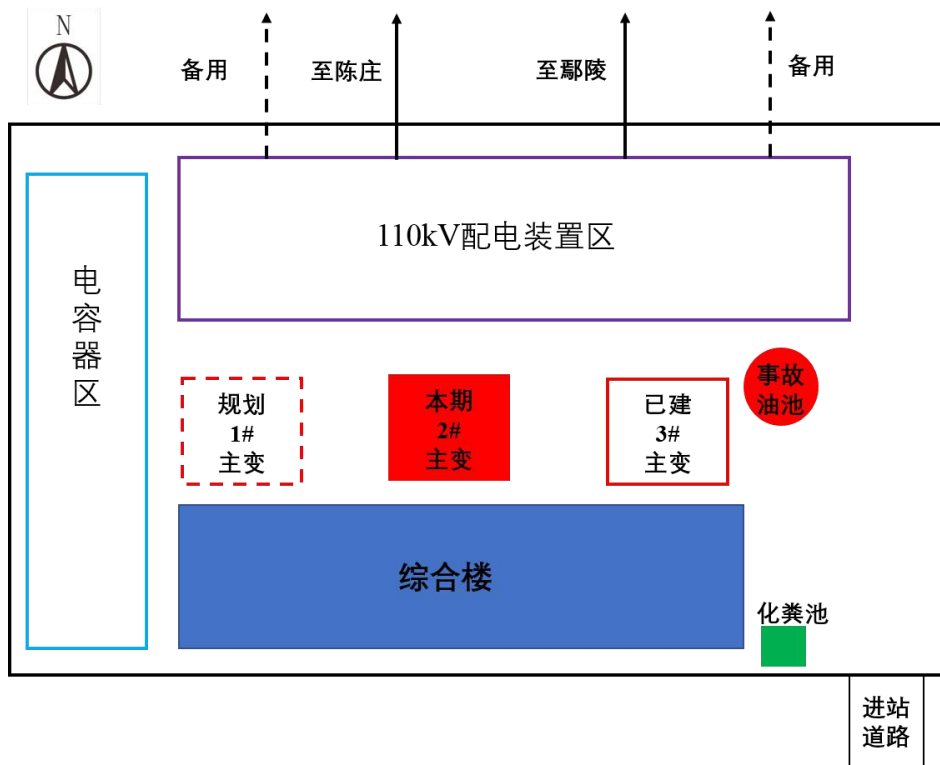 N
备用
至陈庄
至鄢陵
备用
110kV配电装置区
电
容
器
区
规划
1#
主变
本期
2#
主变
已建
3#
主变
事故
油池
综合楼
化粪池
进站
道路